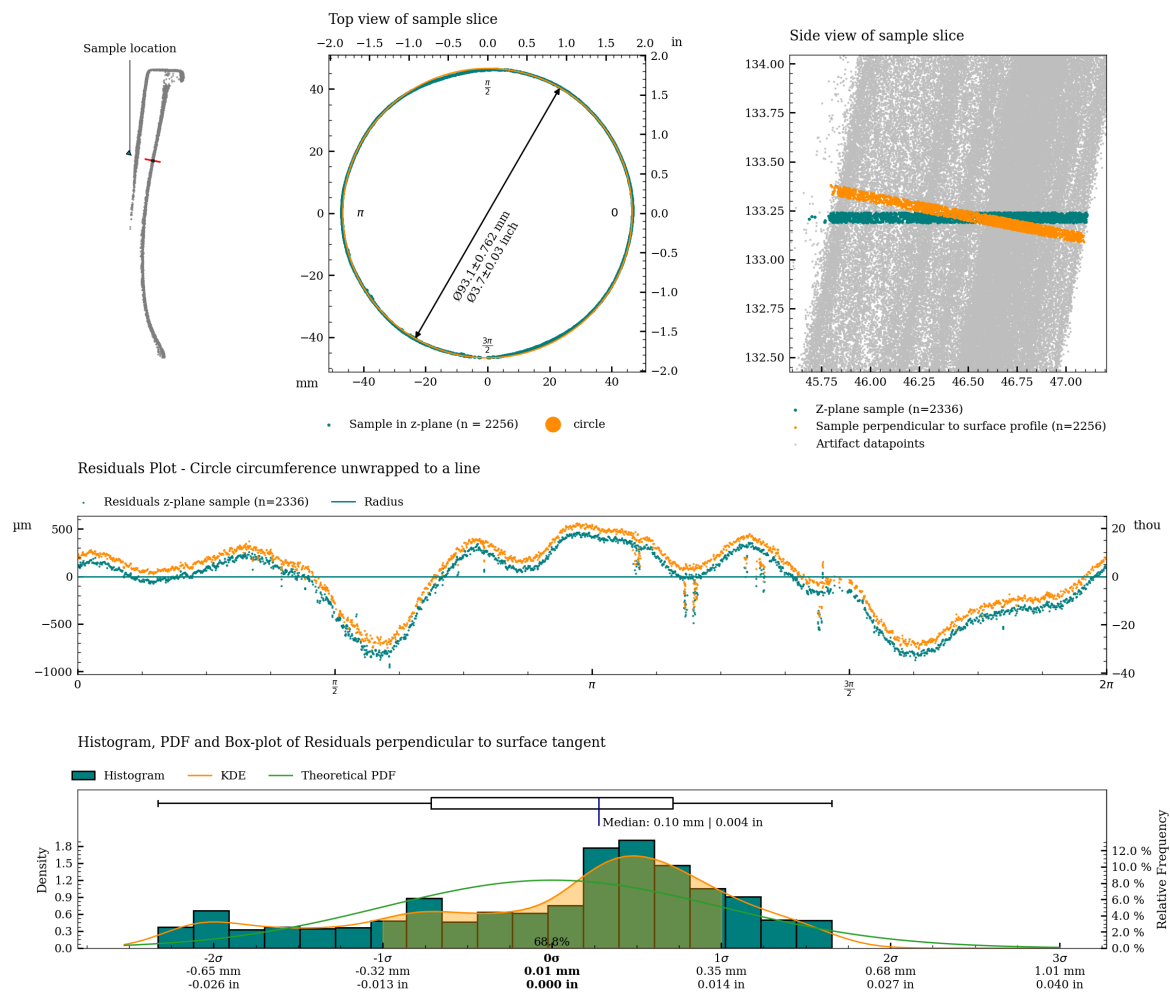 Sample location
Top view of sample slice
−2.0 −1.5 −1.0 −0.5 0.0 0.5 1.0 1.5 2.0 in
2.0
1.5
1.0
0.5
0.0
−0.5
−1.0
−1.5
−2.0
40
20
0
−20
−40
π/2
π
0
3π/2
Ø93.1±0.762 mm
Ø3.7±0.03 inch
mm −40 −20 0 20 40
Sample in z-plane (n = 2256) circle
Side view of sample slice
134.00
133.75
133.50
133.25
133.00
132.75
132.50
45.75 46.00 46.25 46.50 46.75 47.00
Z-plane sample (n=2336)
Sample perpendicular to surface profile (n=2256)
Artifact datapoints
Residuals Plot - Circle circumference unwrapped to a line
Residuals z-plane sample (n=2336) Radius
µm
500
0
−500
−1000
thou
20
0
−20
−40
0 π/2 π 3π/2 2π
Histogram, PDF and Box-plot of Residuals perpendicular to surface tangent
Histogram KDE Theoretical PDF
Median: 0.10 mm | 0.004 in
Density
1.8
1.5
1.2
0.9
0.6
0.3
0.0
Relative Frequency
12.0 %
10.0 %
8.0 %
6.0 %
4.0 %
2.0 %
0.0 %
68.8%
-2σ -1σ 0σ 1σ 2σ 3σ
-0.65 mm -0.32 mm 0.01 mm 0.35 mm 0.68 mm 1.01 mm
-0.026 in -0.013 in 0.000 in 0.014 in 0.027 in 0.040 in